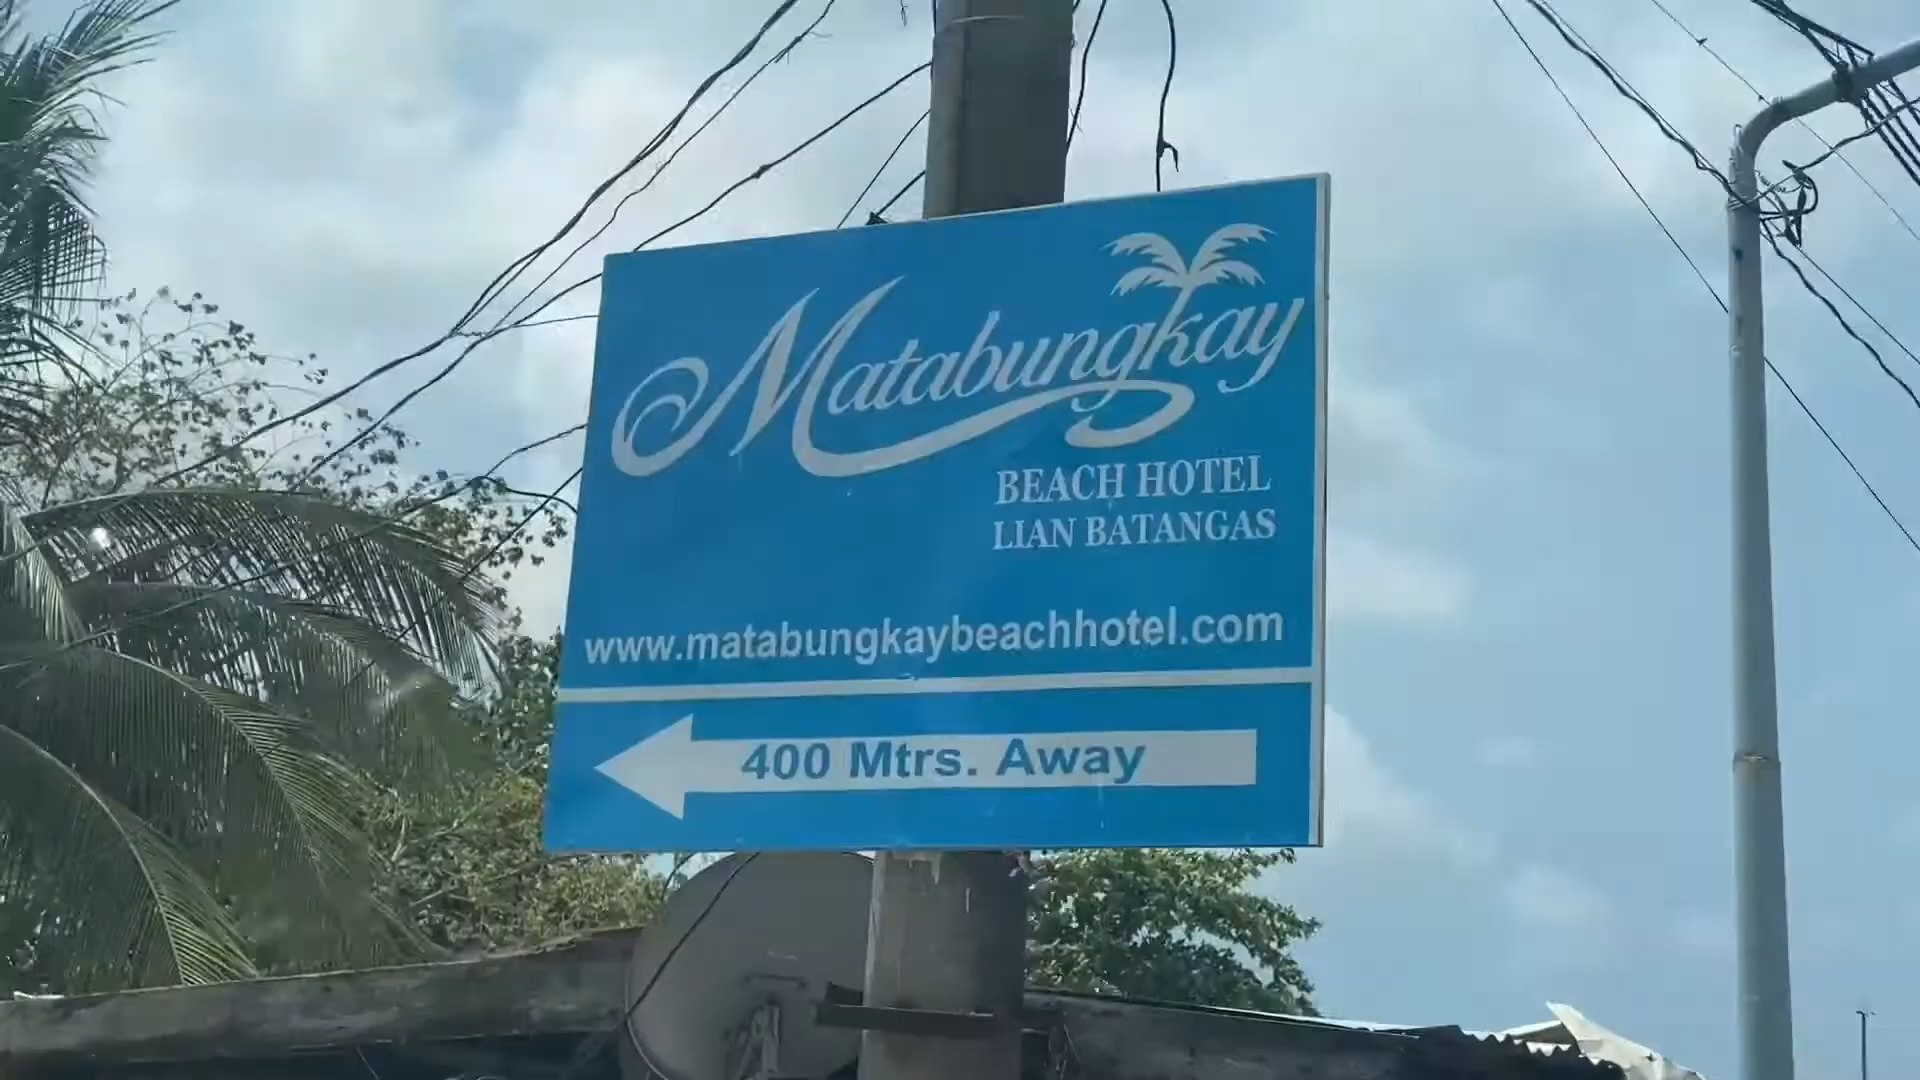 Matabungkay
BEACH HOTEL
LIAN BATANGAS
www.matabungkaybeachhotel.com
400 Mtrs. Away